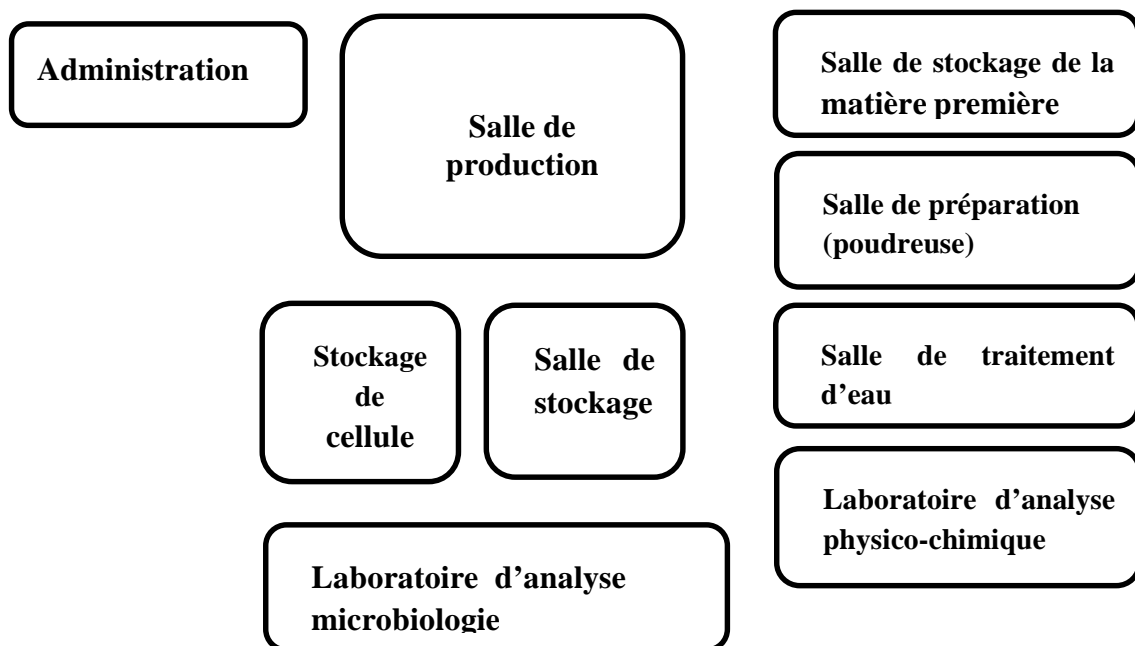 Administration
Salle de
production
Salle de stockage de la
matière première
Salle de préparation
(poudreuse)
Stockage
de
cellule
Salle de
stockage
Salle de traitement
d’eau
Laboratoire d’analyse
physico-chimique
Laboratoire d’analyse
microbiologie